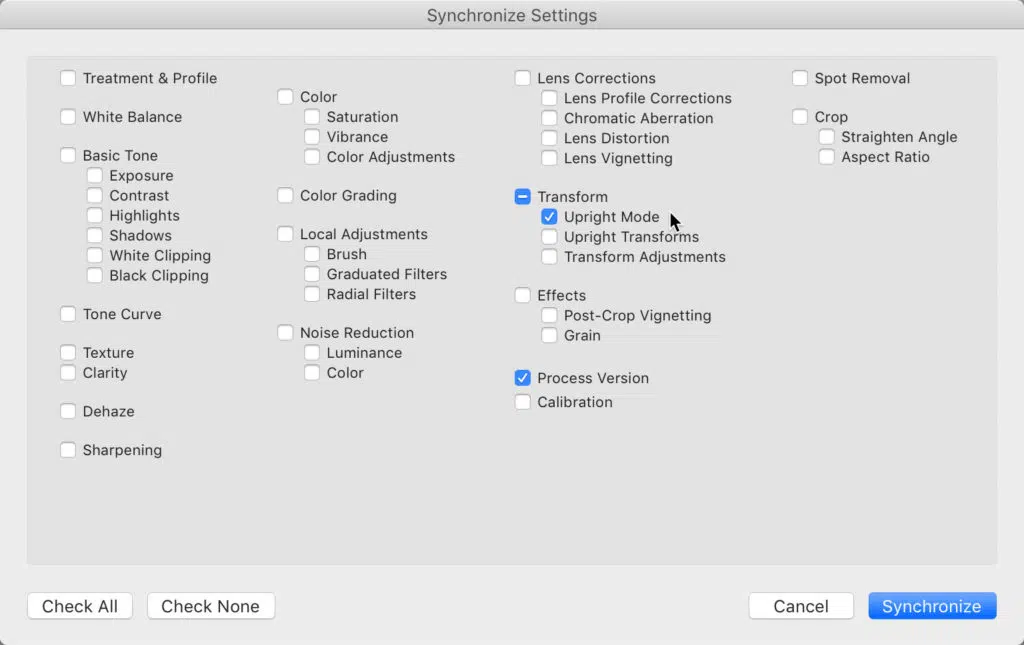 Synchronize Settings
Treatment & Profile
White Balance
Basic Tone
Exposure
Contrast
Highlights
Shadows
White Clipping
Black Clipping
Tone Curve
Texture
Clarity
Dehaze
Sharpening
Color
Saturation
Vibrance
Color Adjustments
Color Grading
Local Adjustments
Brush
Graduated Filters
Radial Filters
Noise Reduction
Luminance
Color
Lens Corrections
Lens Profile Corrections
Chromatic Aberration
Lens Distortion
Lens Vignetting
Transform
Upright Mode
Upright Transforms
Transform Adjustments
Effects
Post-Crop Vignetting
Grain
Process Version
Calibration
Spot Removal
Crop
Straighten Angle
Aspect Ratio
Check All
Check None
Cancel
Synchronize